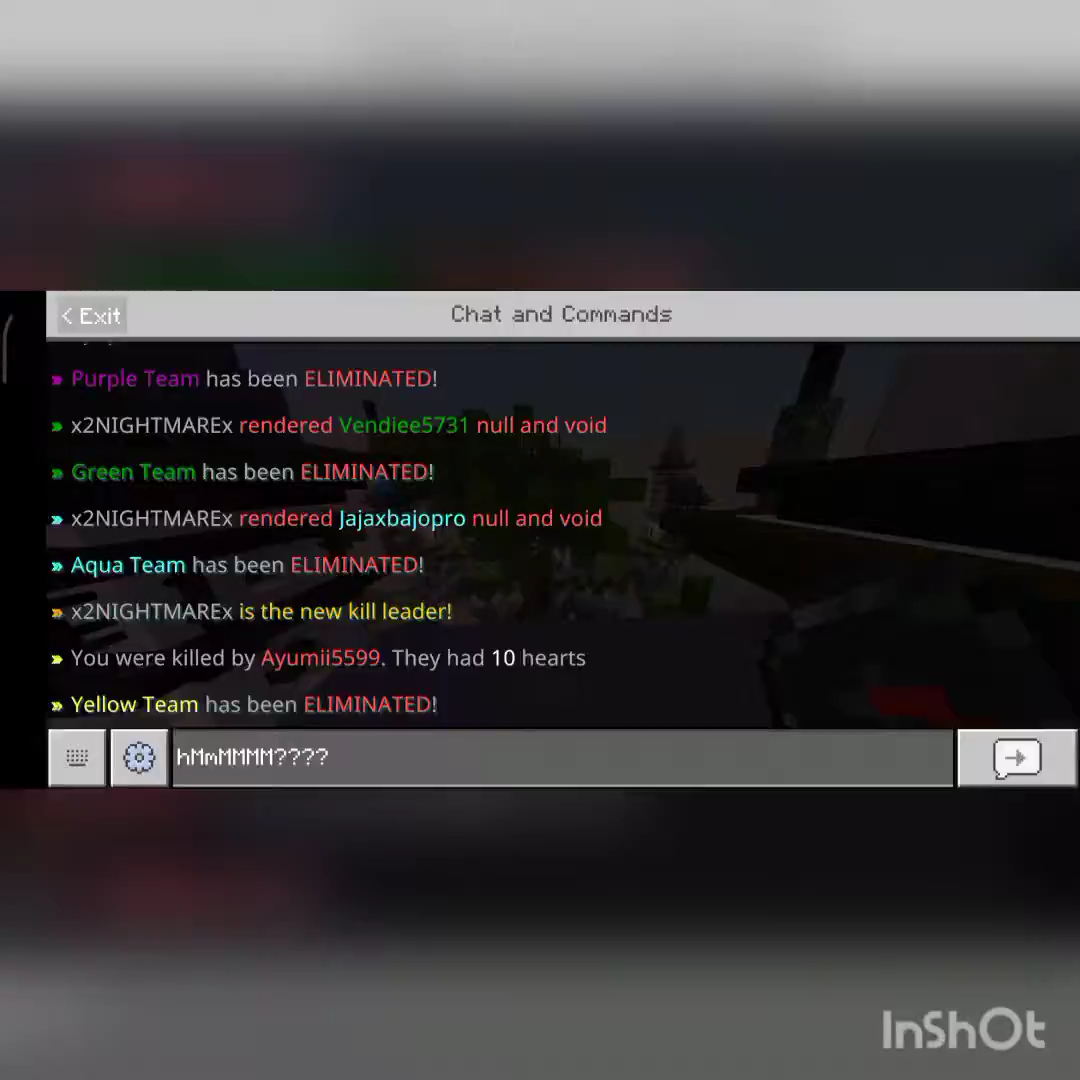 < Exit
Chat and Commands
» Purple Team has been ELIMINATED!
» x2NIGHTMAREx rendered Vendiee5731 null and void
» Green Team has been ELIMINATED!
» x2NIGHTMAREx rendered Jajaxbajopro null and void
» Aqua Team has been ELIMINATED!
» x2NIGHTMAREx is the new kill leader!
» You were killed by Ayumii5599. They had 10 hearts
» Yellow Team has been ELIMINATED!
hMmMMMM????
InShOt